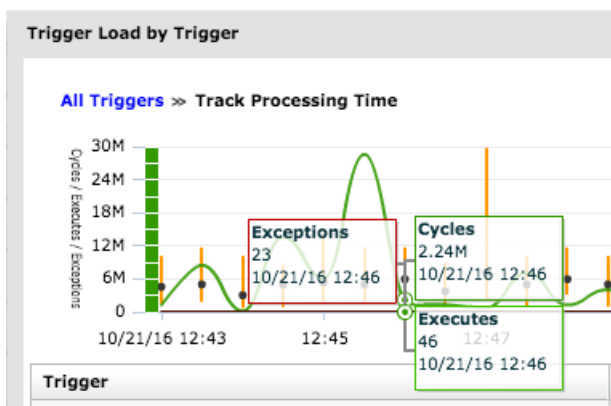 Trigger Load by Trigger
All Triggers » Track Processing Time
Cycles / Executes / Exceptions
30M
24M
18M
12M
6M
0
Exceptions
23
10/21/16 12:46
Cycles
2.24M
10/21/16 12:46
Executes
46
10/21/16 12:46
10/21/16 12:43
12:45
12:47
Trigger